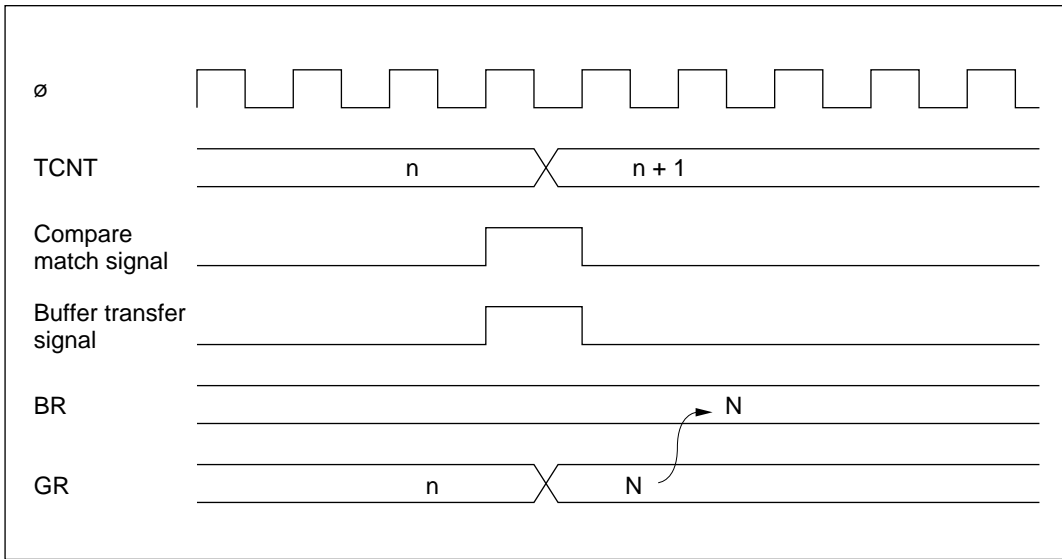 ø
TCNT
n
n + 1
Compare
match signal
Buffer transfer
signal
BR
N
GR
n
N